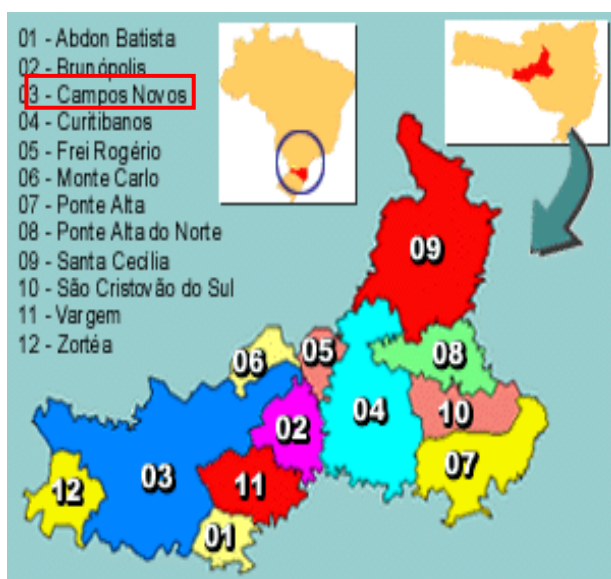 01 - Abdon Batista
02 - Brunópolis
03 - Campos Novos
04 - Curitibanos
05 - Frei Rogério
06 - Monte Carlo
07 - Ponte Alta
08 - Ponte Alta do Norte
09 - Santa Cecília
10 - São Cristovão do Sul
11 - Vargem
12 - Zortéa
09
06
05
08
04
10
02
07
03
11
12
01